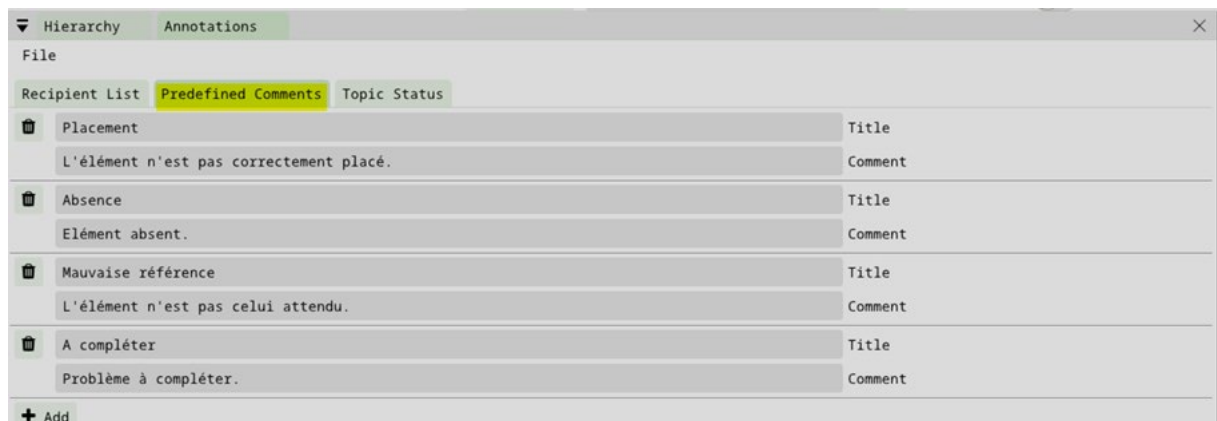 Hierarchy Annotations
File
Recipient List Predefined Comments Topic Status
Placement Title
L'élément n'est pas correctement placé. Comment
Absence Title
Elément absent. Comment
Mauvaise référence Title
L'élément n'est pas celui attendu. Comment
A compléter Title
Problème à compléter. Comment
Add